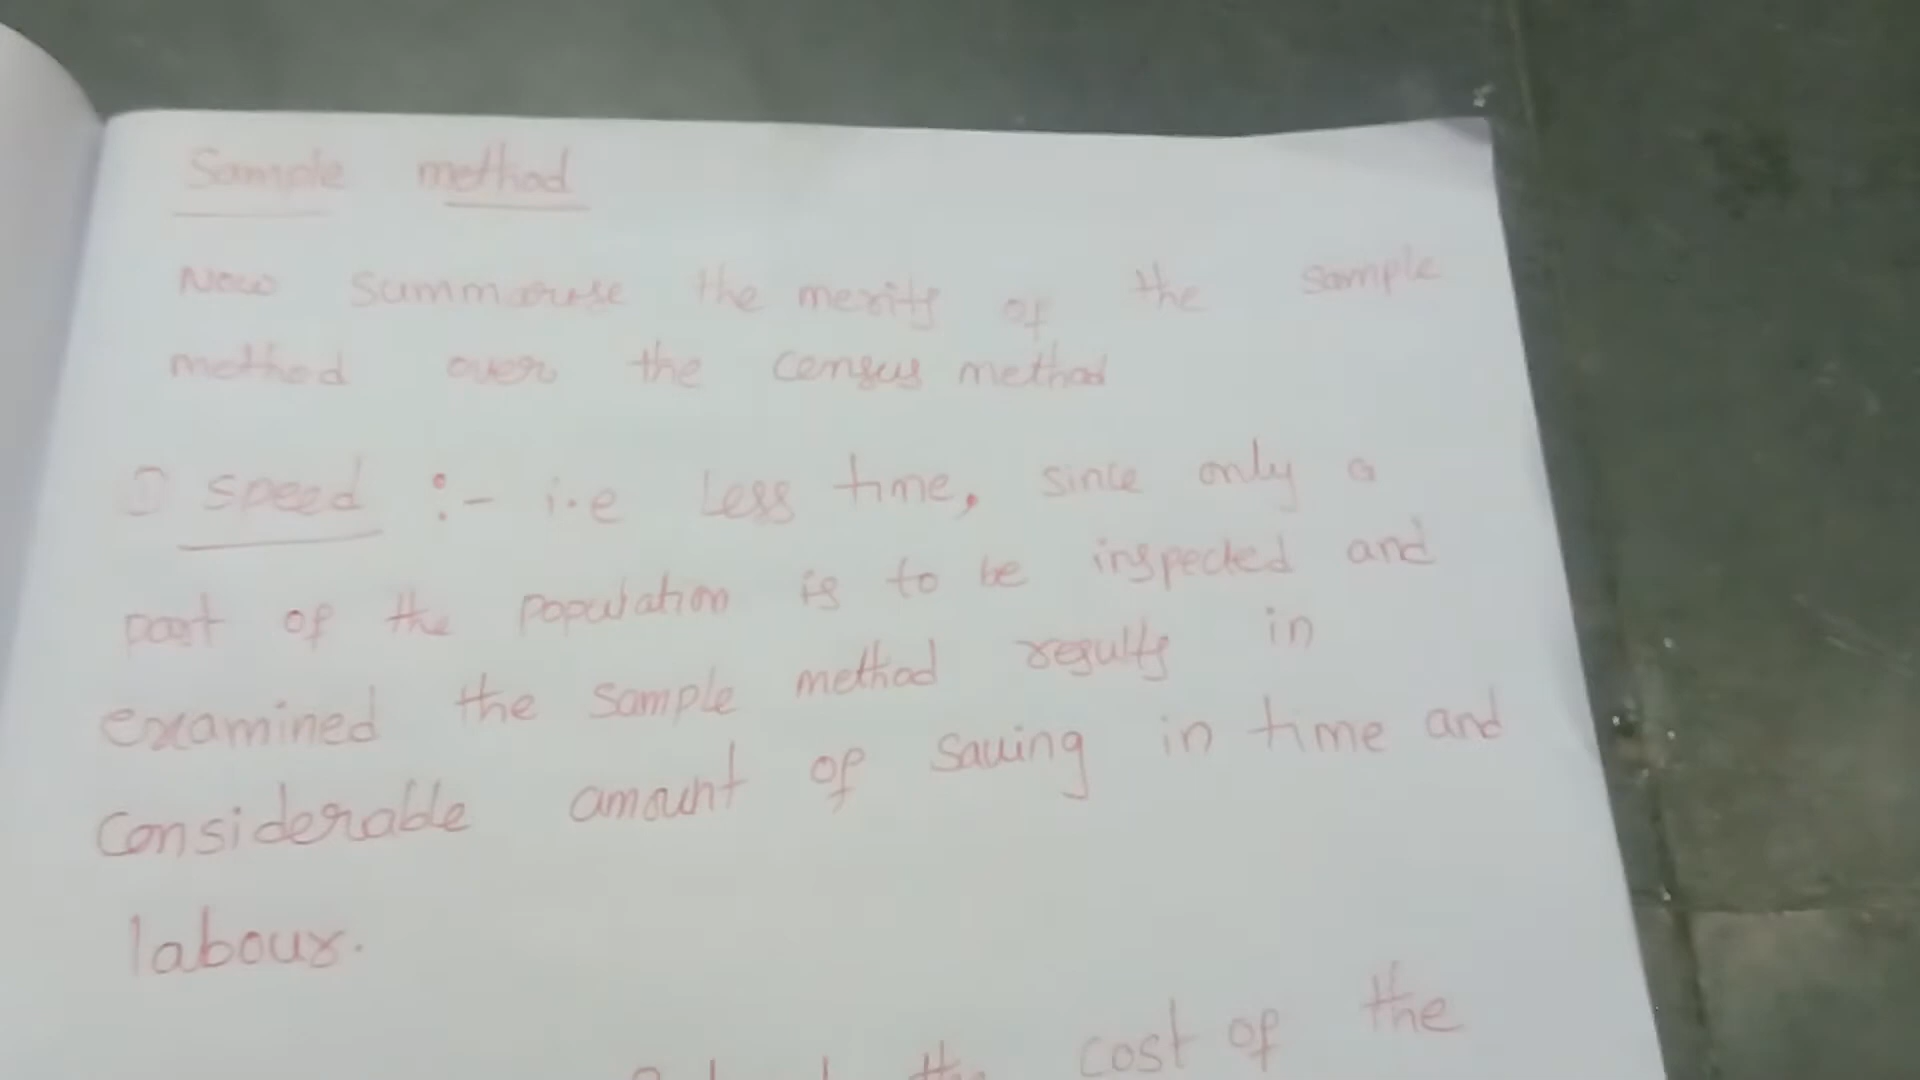 Sample method
Now summarise the merits of the sample
method over the census method
1) speed :- i.e Less time, since only a
part of the population is to be inspected and
examined the sample method results in
considerable amount of saving in time and
labour.
the cost of the